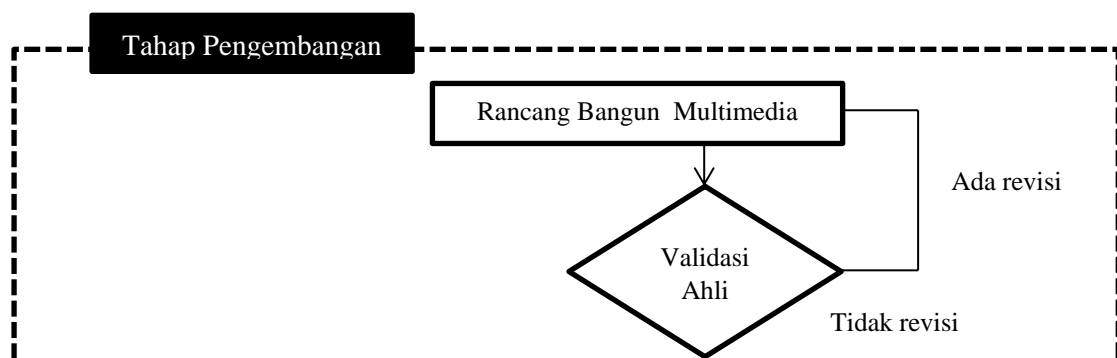 Tahap Pengembangan
Rancang Bangun  Multimedia
Ada revisi
Validasi
Ahli
Tidak revisi